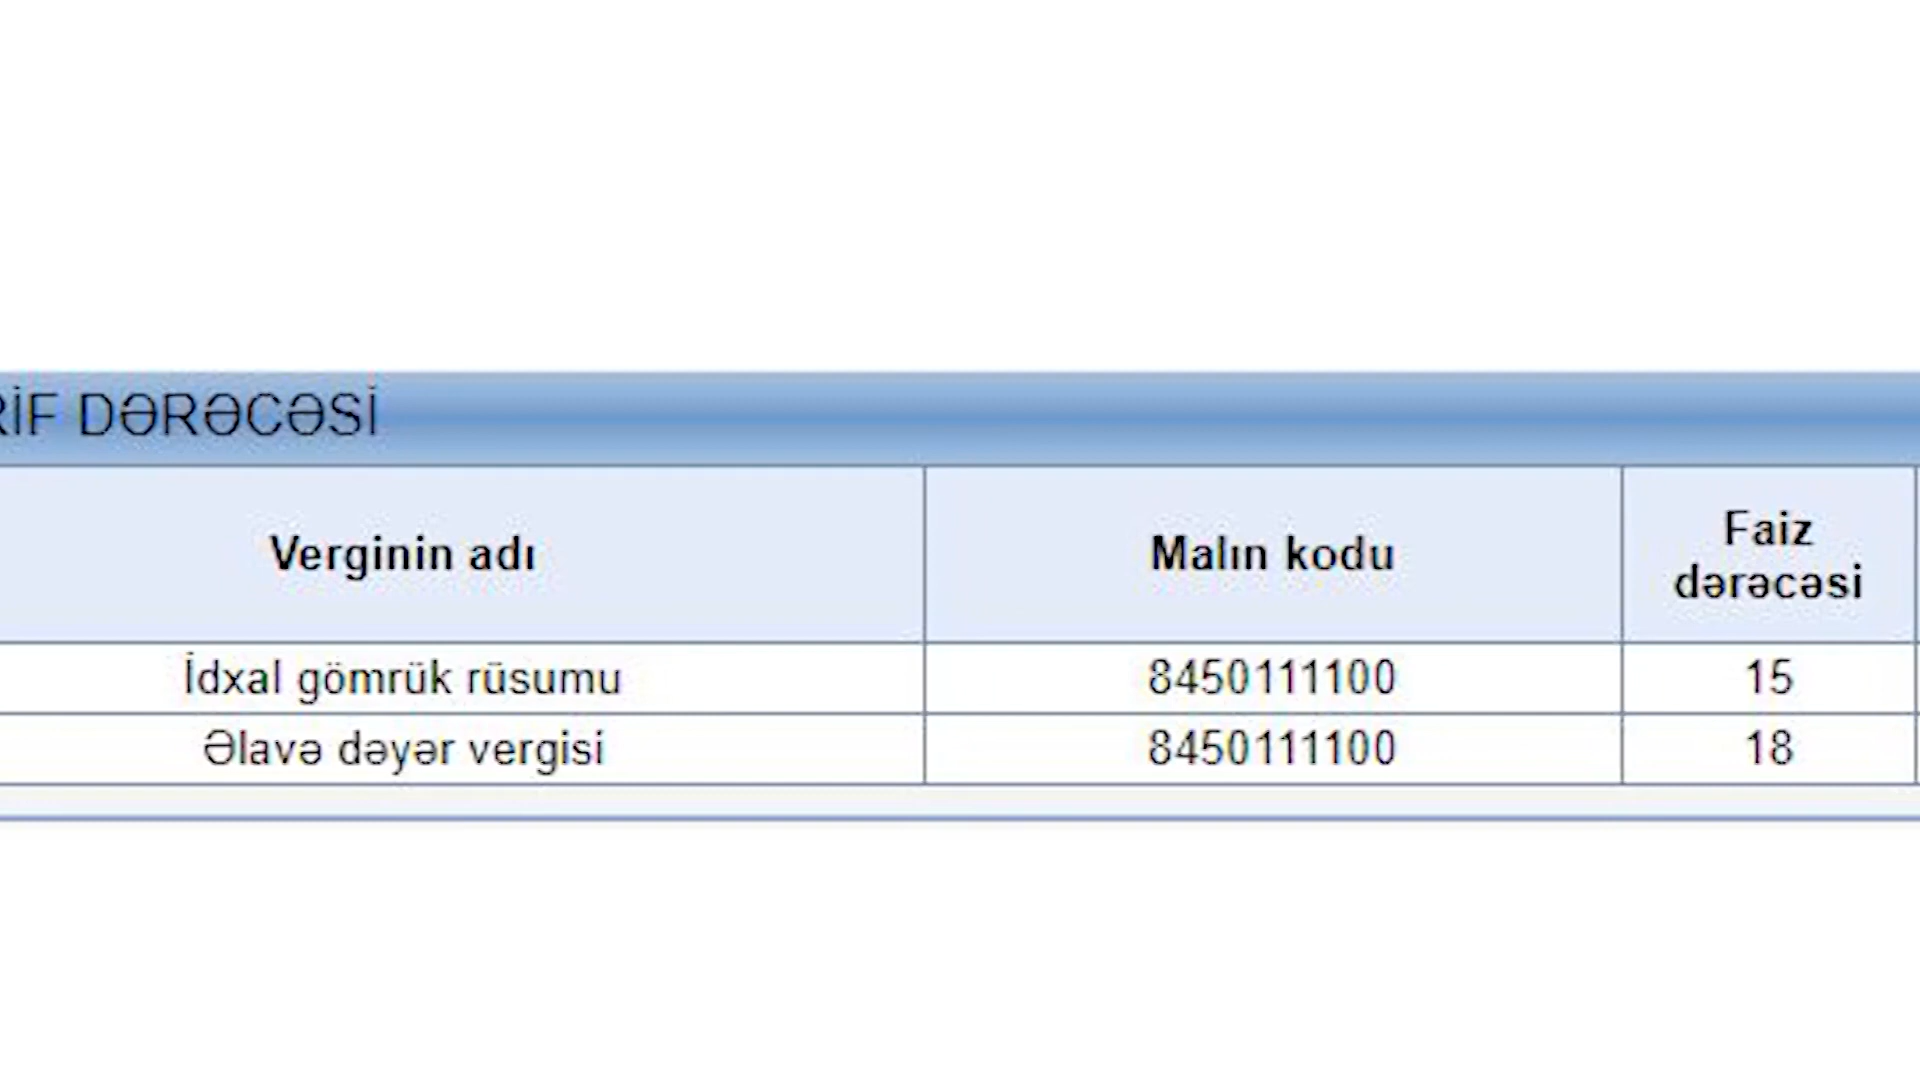 RİF DƏRƏCƏSİ
Verginin adı Malın kodu Faiz dərəcəsi
İdxal gömrük rüsumu 8450111100 15
Əlavə dəyər vergisi 8450111100 18